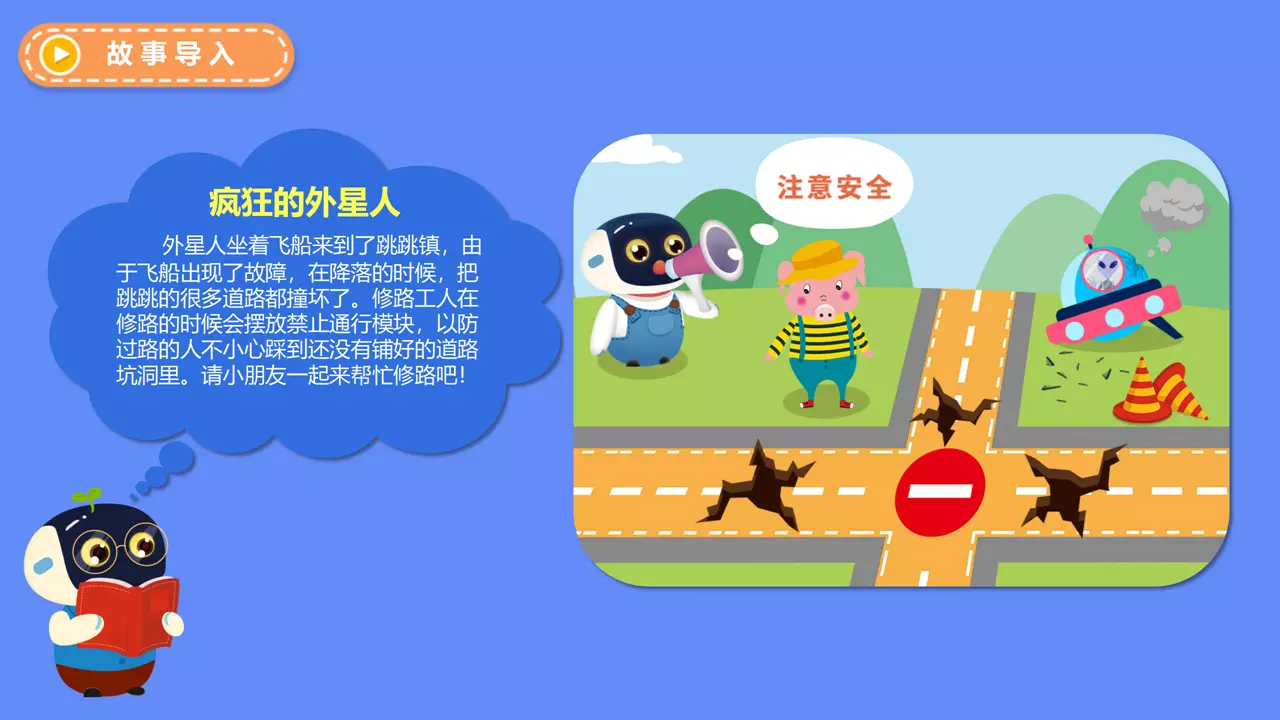 故事导入
疯狂的外星人
外星人坐着飞船来到了跳跳镇，由
于飞船出现了故障，在降落的时候，把
跳跳的很多道路都撞坏了。修路工人在
修路的时候会摆放禁止通行模块，以防
过路的人不小心踩到还没有铺好的道路
坑洞里。请小朋友一起来帮忙修路吧！
注意安全